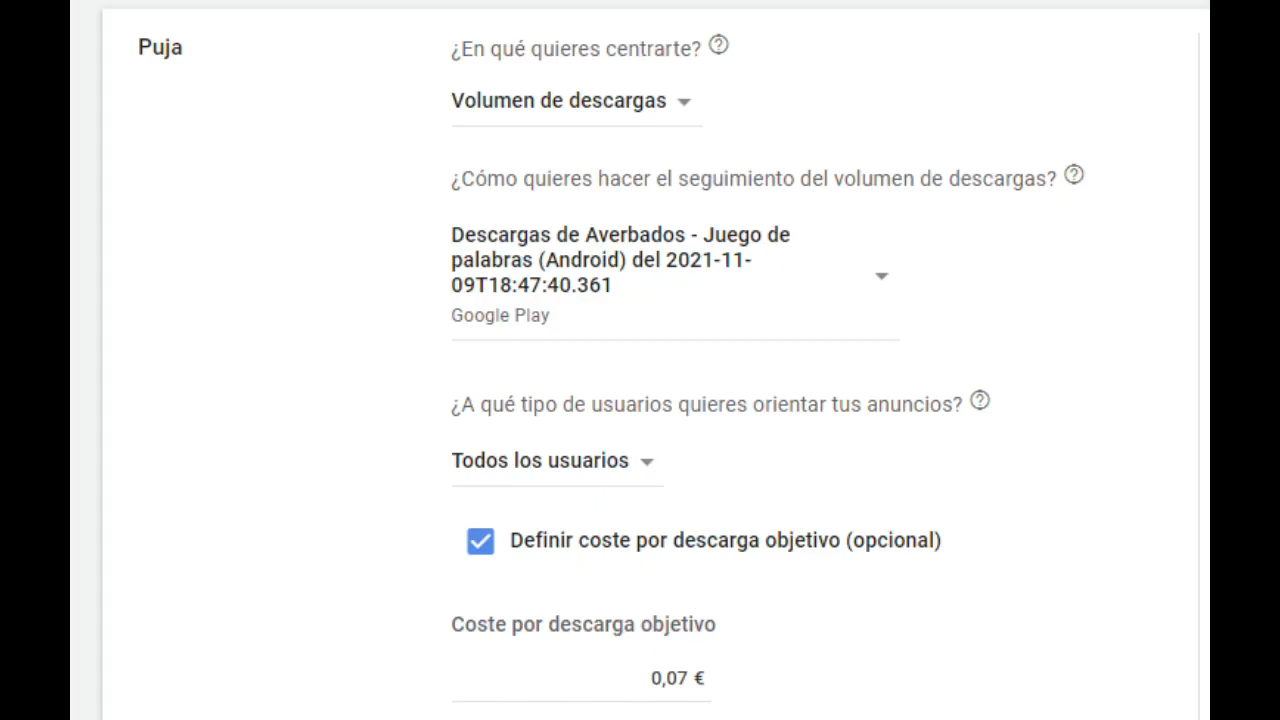 Puja
¿En qué quieres centrarte?
Volumen de descargas
¿Cómo quieres hacer el seguimiento del volumen de descargas?
Descargas de Averbados - Juego de
palabras (Android) del 2021-11-
09T18:47:40.361
Google Play
¿A qué tipo de usuarios quieres orientar tus anuncios?
Todos los usuarios
Definir coste por descarga objetivo (opcional)
Coste por descarga objetivo
0,07 €